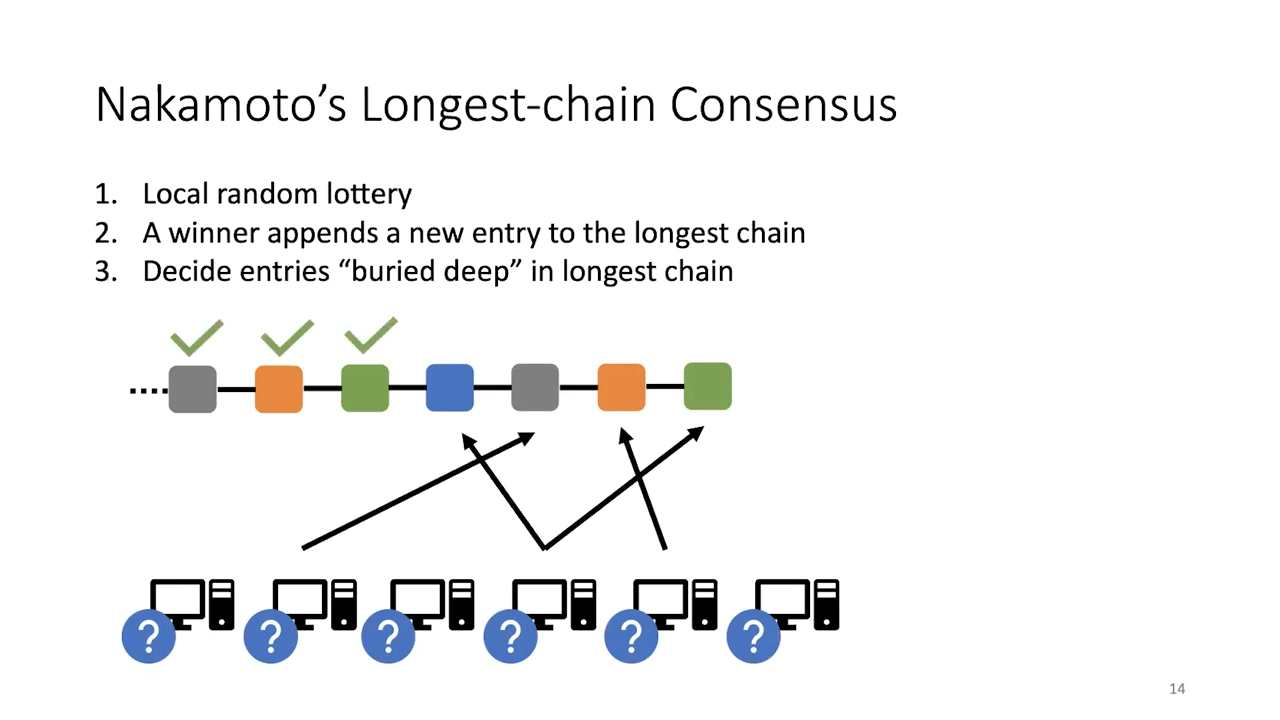 Nakamoto’s Longest-chain Consensus
1. Local random lottery
2. A winner appends a new entry to the longest chain
3. Decide entries “buried deep” in longest chain
? ? ? ? ? ?
14